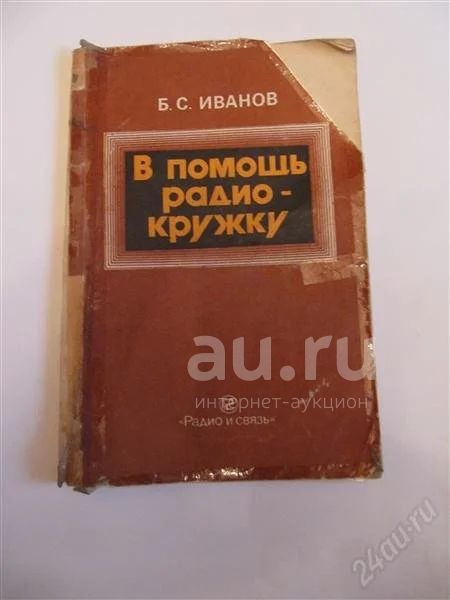 Б. С. ИВАНОВ
В ПОМОЩЬ
РАДИО-
КРУЖКУ
au.ru
интернет-аукцион
«Радио и связь»
24au.ru